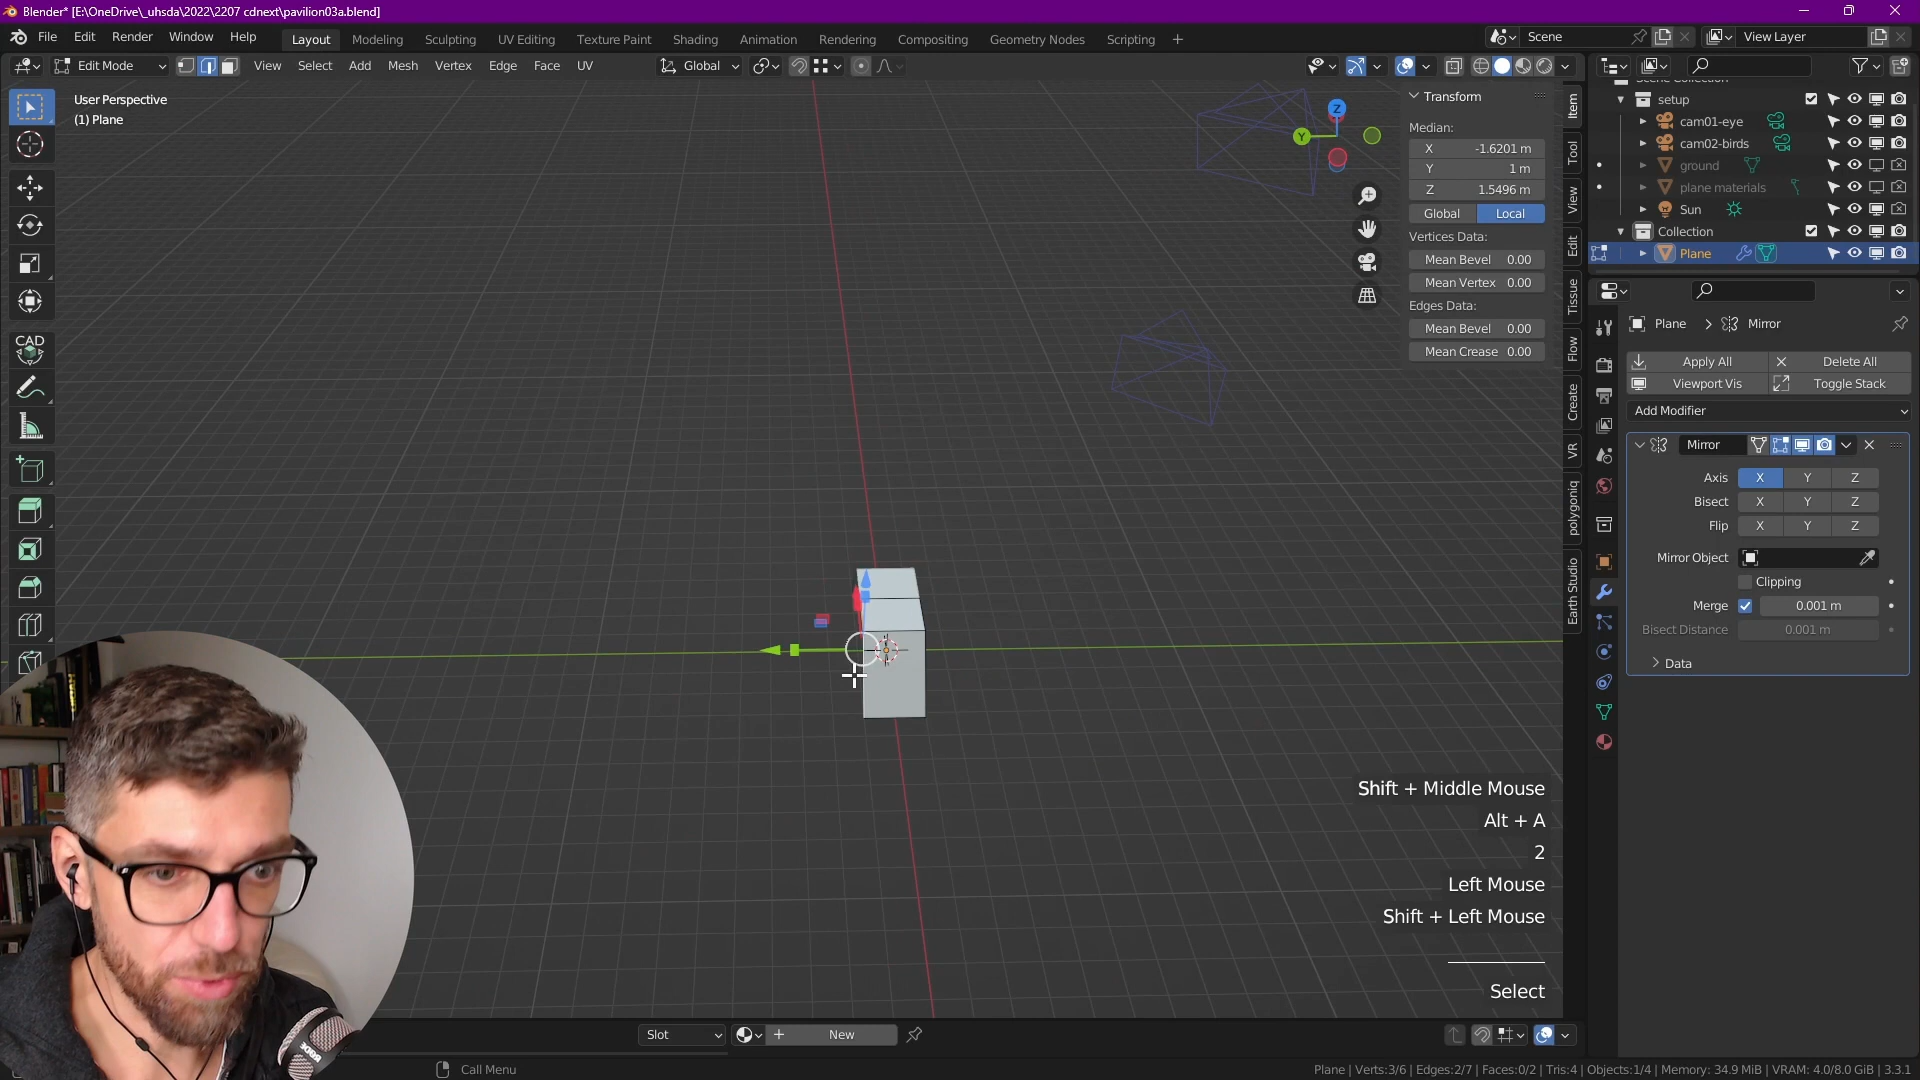 Blender* [E:\OneDrive\_uhsda\2022\2207 cdnext\pavilion03a.blend]
File Edit Render Window Help Layout Modeling Sculpting UV Editing Texture Paint Shading Animation Rendering Compositing Geometry Nodes Scripting + Scene View Layer
Edit Mode View Select Add Mesh Vertex Edge Face UV Global
User Perspective
(1) Plane
CAD
Z
Y
Transform
Median:
X -1.6201 m
Y 1 m
Z 1.5496 m
Global Local
Vertices Data:
Mean Bevel 0.00
Mean Vertex 0.00
Edges Data:
Mean Bevel 0.00
Mean Crease 0.00
Item
Tool
View
Edit
Tissue
Flow
Create
VR
polygoniq
Earth Studio
setup
cam01-eye
cam02-birds
ground
plane materials
Sun
Collection
Plane
Plane > Mirror
Apply All Delete All
Viewport Vis Toggle Stack
Add Modifier
Mirror
Axis X Y Z
Bisect X Y Z
Flip X Y Z
Mirror Object
Clipping
Merge 0.001 m
Bisect Distance 0.001 m
Data
Shift + Middle Mouse
Alt + A
2
Left Mouse
Shift + Left Mouse
Select
Slot New
RODE
Call Menu
Plane | Verts:3/6 | Edges:2/7 | Faces:0/2 | Tris:4 | Objects:1/4 | Memory: 34.9 MiB | VRAM: 4.0/8.0 GiB | 3.3.1